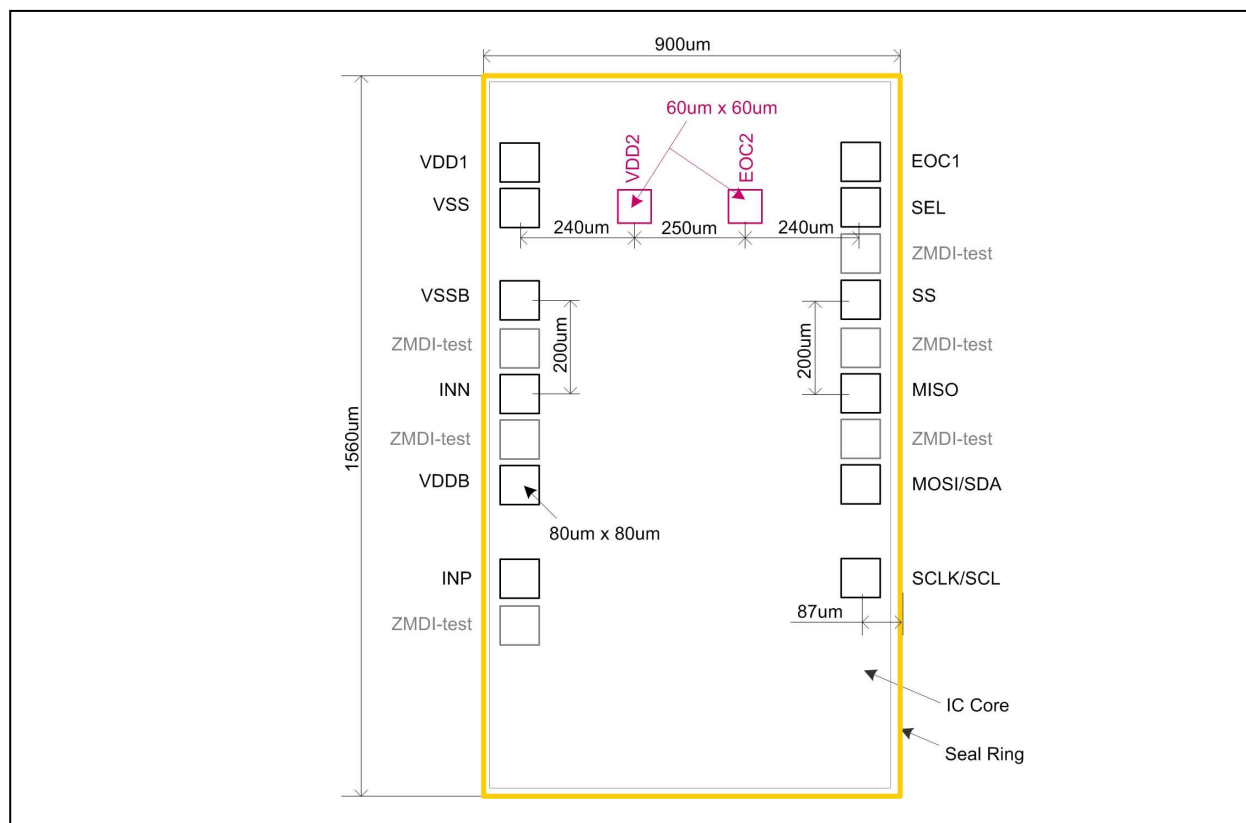 900um
60um x 60um
VDD2
EOC2
VDD1
EOC1
VSS
SEL
240um
250um
240um
ZMDI-test
VSSB
SS
200um
200um
ZMDI-test
ZMDI-test
INN
MISO
1560um
ZMDI-test
ZMDI-test
VDDB
MOSI/SDA
80um x 80um
INP
SCLK/SCL
87um
ZMDI-test
IC Core
Seal Ring